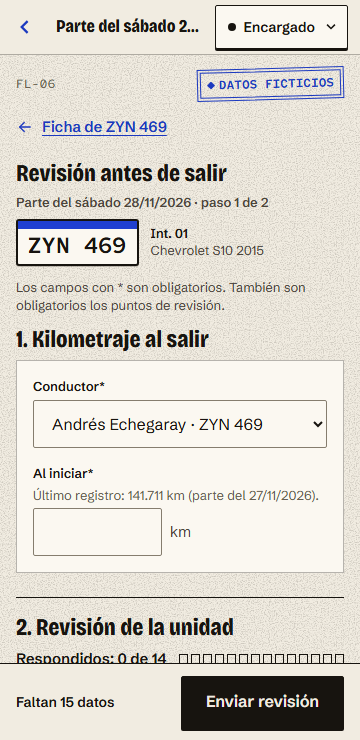 Parte del sábado 2...
Encargado
FL-06
DATOS FICTICIOS
← Ficha de ZYN 469
Revisión antes de salir
Parte del sábado 28/11/2026 · paso 1 de 2
ZYN 469
Int. 01
Chevrolet S10 2015
Los campos con * son obligatorios. También son
obligatorios los puntos de revisión.
1. Kilometraje al salir
Conductor*
Andrés Echegaray · ZYN 469
Al iniciar*
Último registro: 141.711 km (parte del 27/11/2026).
km
2. Revisión de la unidad
Respondidos: 0 de 14
Faltan 15 datos
Enviar revisión